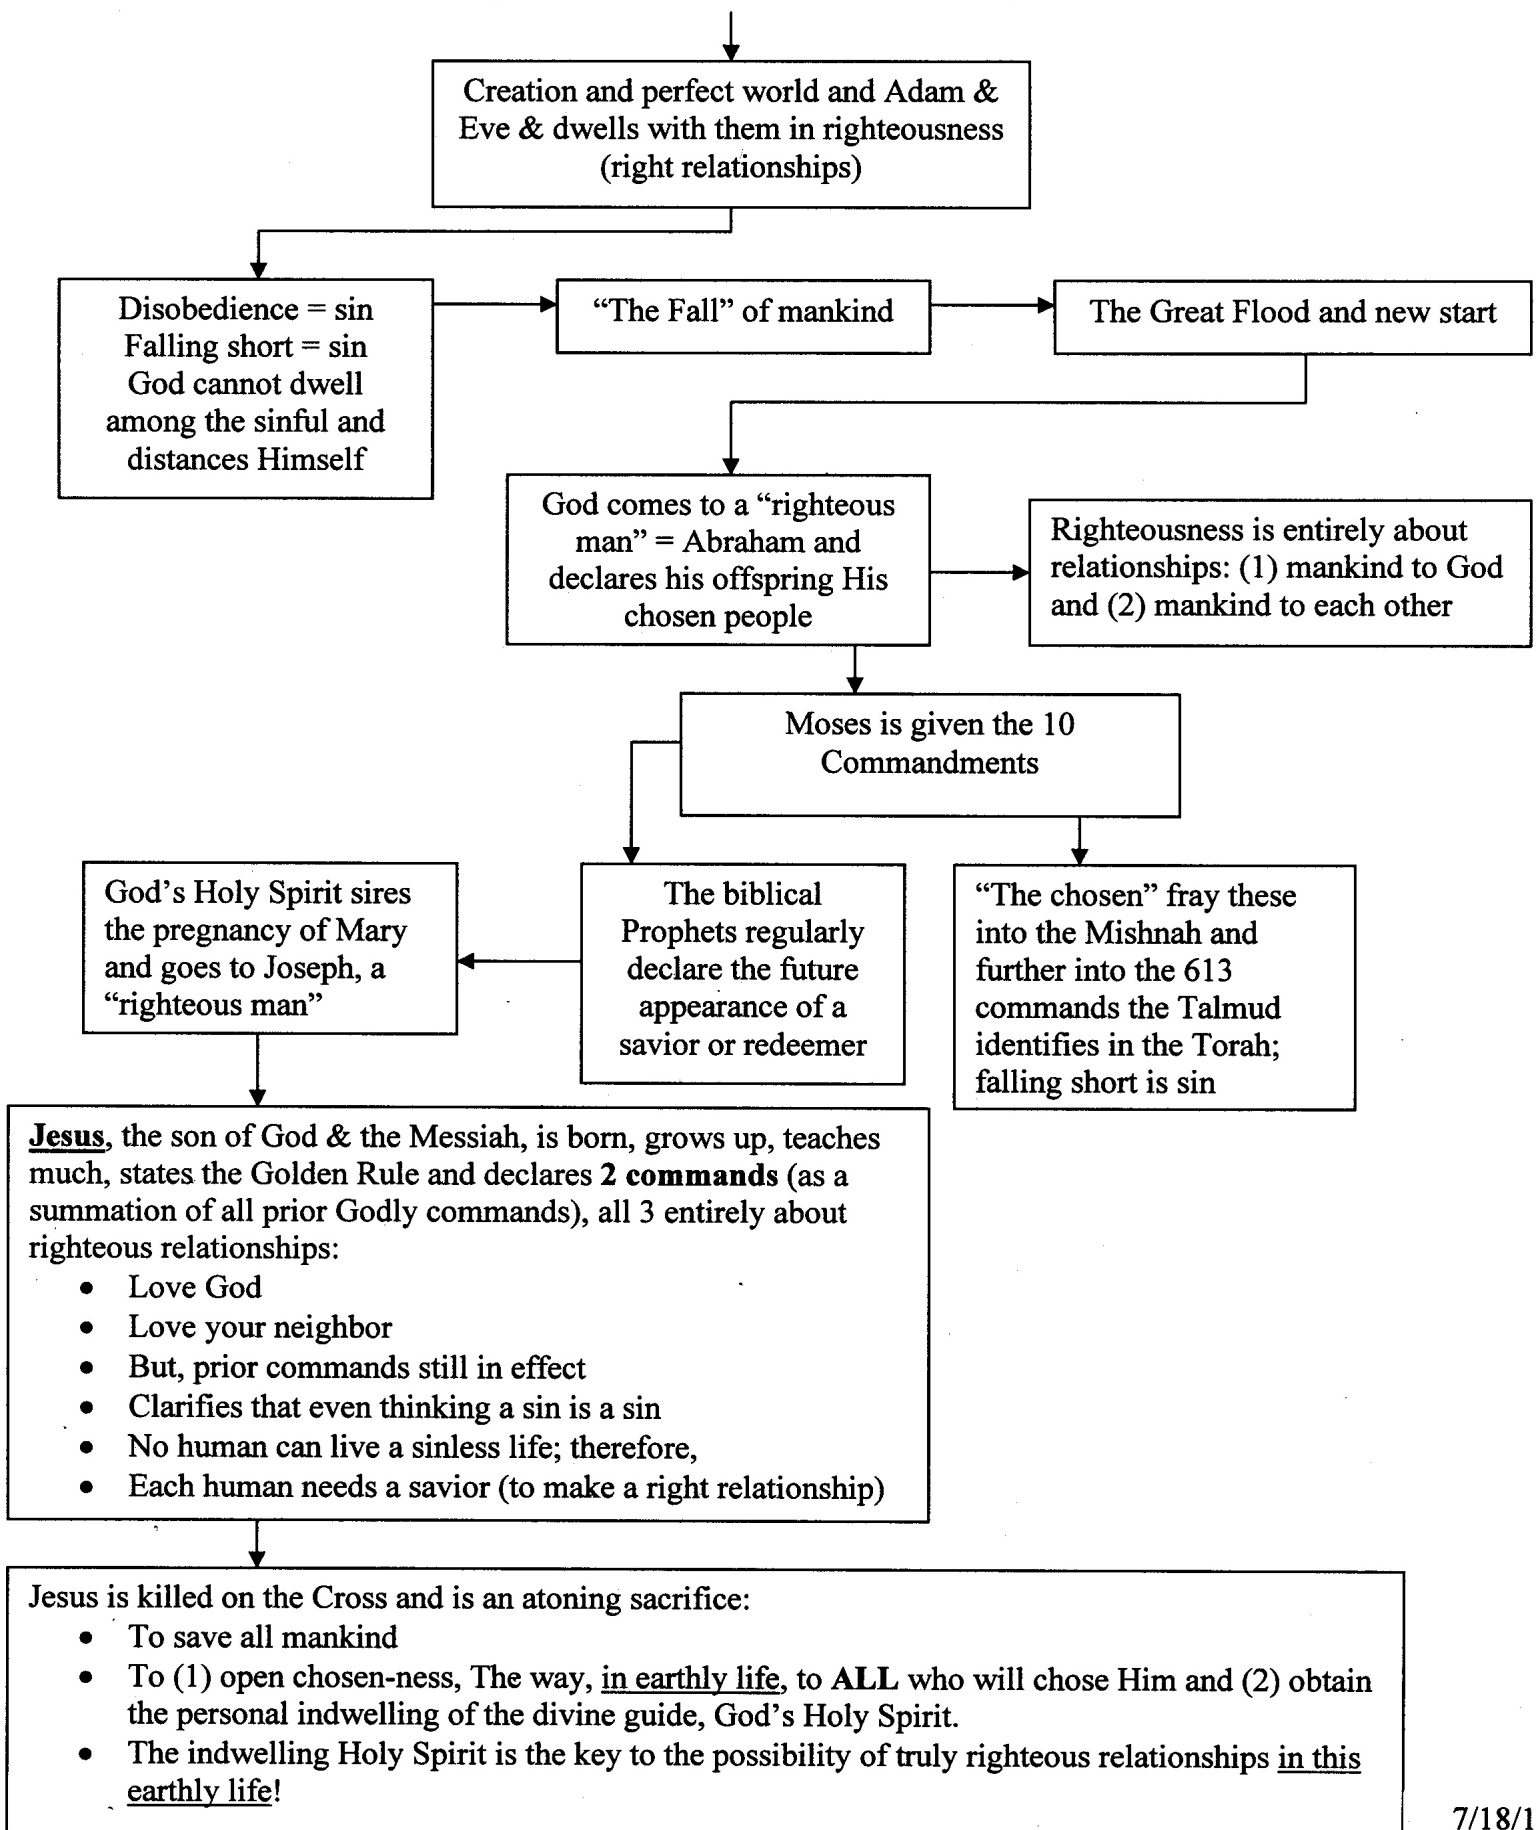 Creation and perfect world and Adam &
Eve & dwells with them in righteousness
(right relationships)
Disobedience = sin
Falling short = sin
God cannot dwell
among the sinful and
distances Himself
“The Fall” of mankind
The Great Flood and new start
God comes to a “righteous
man” = Abraham and
declares his offspring His
chosen people
Righteousness is entirely about
relationships: (1) mankind to God
and (2) mankind to each other
Moses is given the 10
Commandments
God’s Holy Spirit sires
the pregnancy of Mary
and goes to Joseph, a
“righteous man”
The biblical
Prophets regularly
declare the future
appearance of a
savior or redeemer
“The chosen” fray these
into the Mishnah and
further into the 613
commands the Talmud
identifies in the Torah;
falling short is sin
Jesus, the son of God & the Messiah, is born, grows up, teaches
much, states the Golden Rule and declares 2 commands (as a
summation of all prior Godly commands), all 3 entirely about
righteous relationships:
• Love God
• Love your neighbor
• But, prior commands still in effect
• Clarifies that even thinking a sin is a sin
• No human can live a sinless life; therefore,
• Each human needs a savior (to make a right relationship)
Jesus is killed on the Cross and is an atoning sacrifice:
• To save all mankind
• To (1) open chosen-ness, The way, in earthly life, to ALL who will chose Him and (2) obtain
the personal indwelling of the divine guide, God’s Holy Spirit.
• The indwelling Holy Spirit is the key to the possibility of truly righteous relationships in this
earthly life!
7/18/1